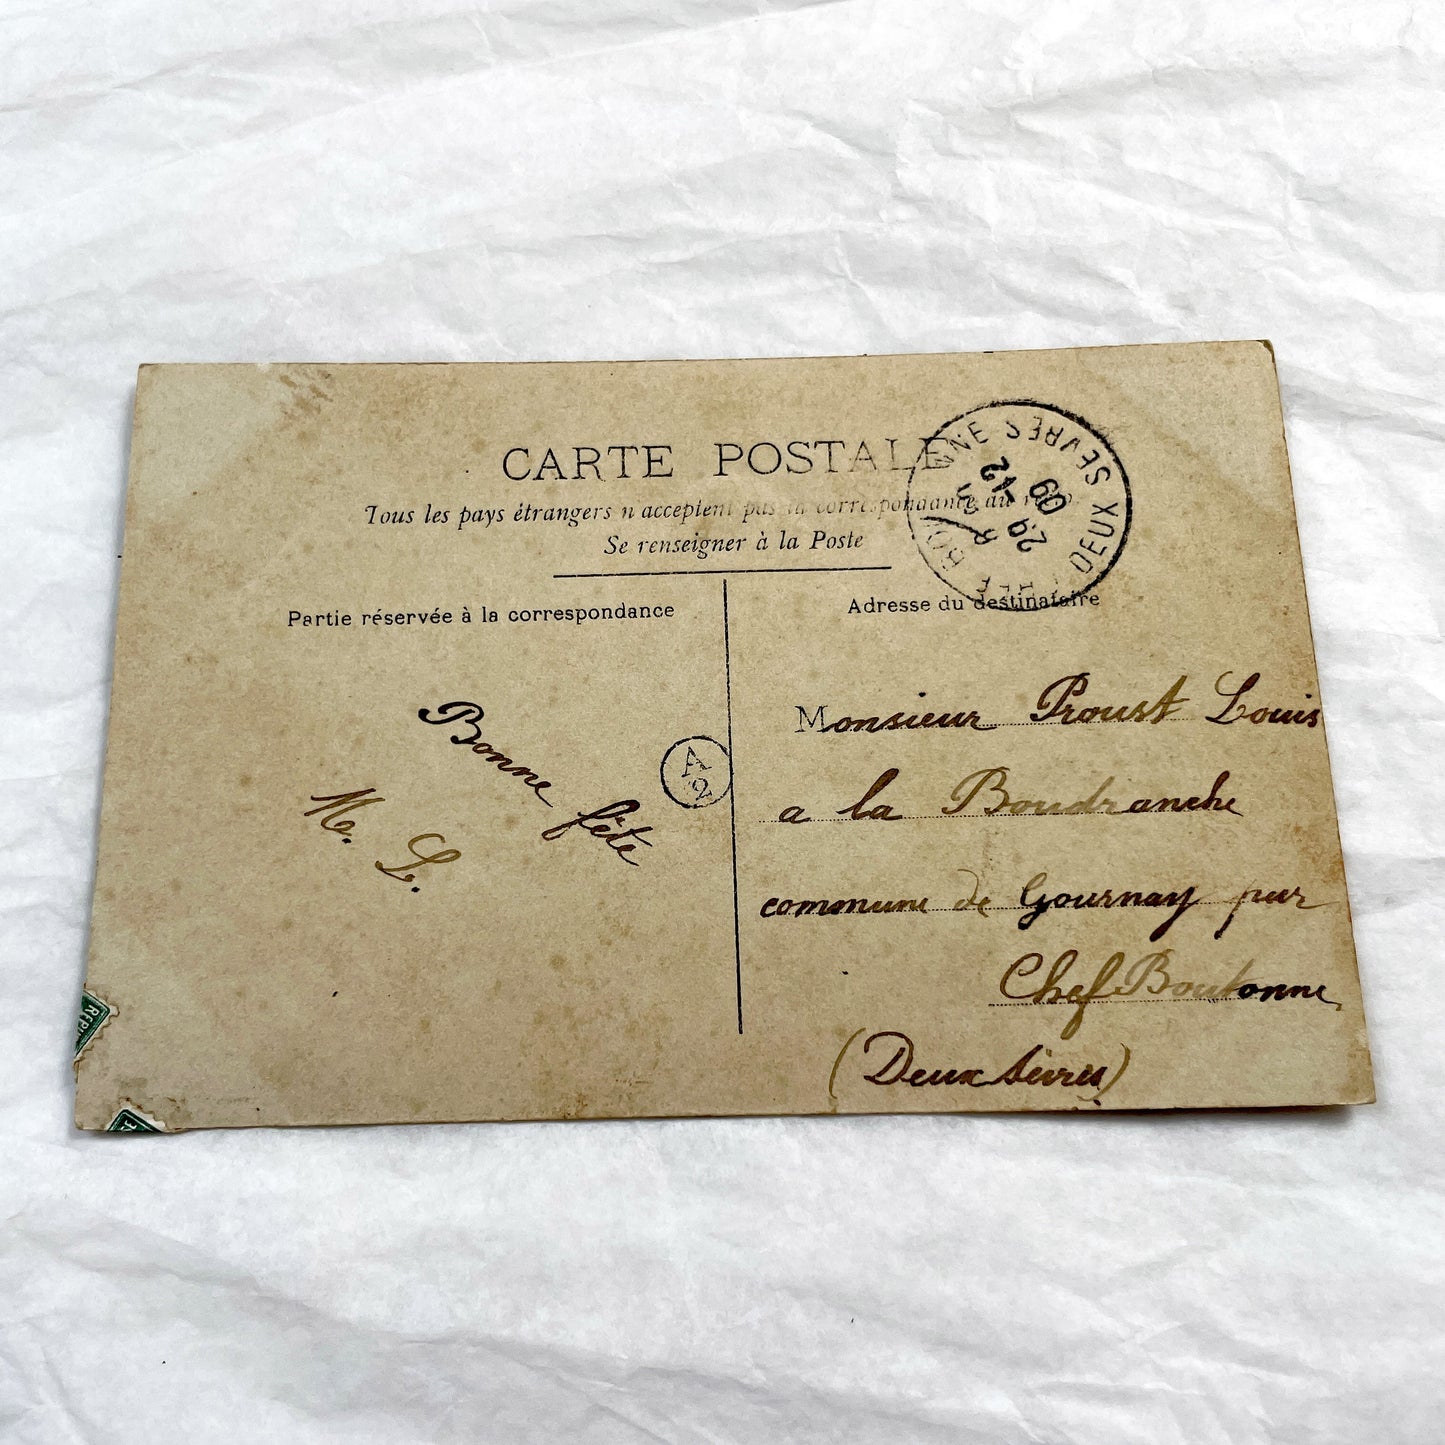 CARTE POSTALE
Tous les pays étrangers n'acceptent pas la correspondance au
Se renseigner à la Poste
Partie réservée à la correspondance
Adresse du destinataire
DEUX SEVRES
29
12
09
Bonne fête
M. L.
A
2
Monsieur Proust Louis
a la Boudranche
commune de Gournay par
Chef Boutonne
(Deux Sèvres)